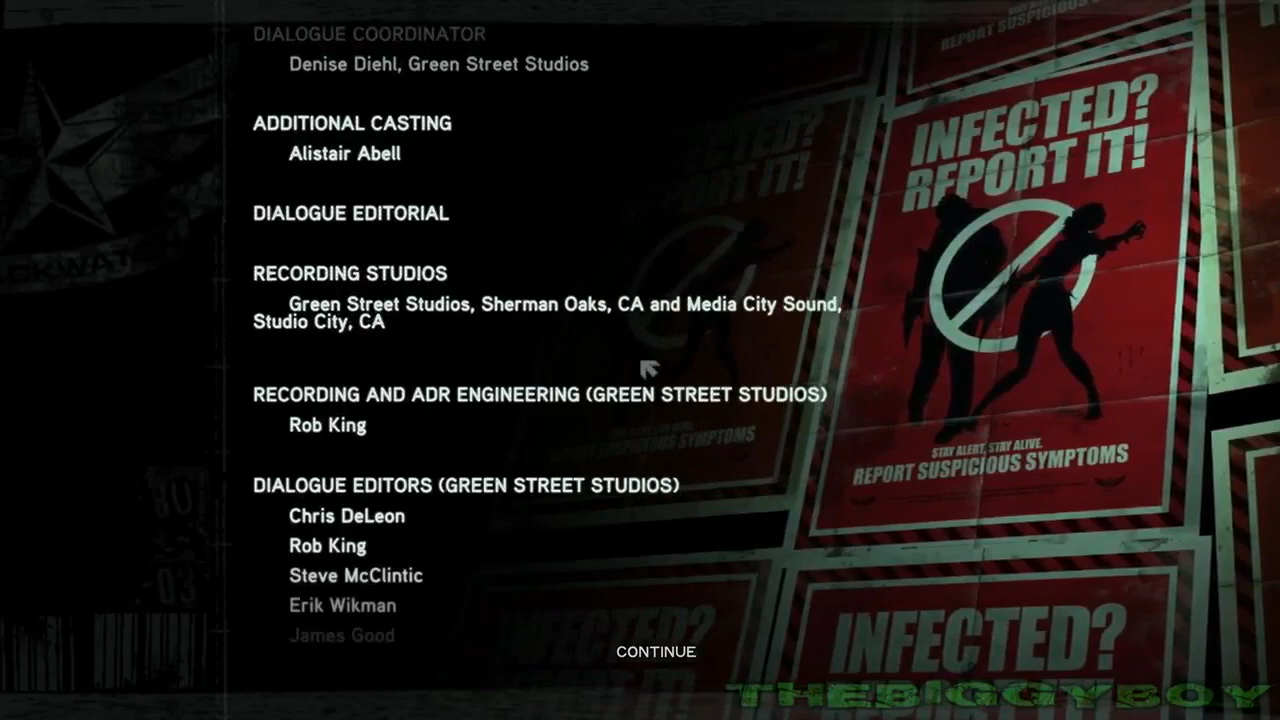 DIALOGUE COORDINATOR
Denise Diehl, Green Street Studios
ADDITIONAL CASTING
Alistair Abell
DIALOGUE EDITORIAL
RECORDING STUDIOS
Green Street Studios, Sherman Oaks, CA and Media City Sound,
Studio City, CA
RECORDING AND ADR ENGINEERING (GREEN STREET STUDIOS)
Rob King
DIALOGUE EDITORS (GREEN STREET STUDIOS)
Chris DeLeon
Rob King
Steve McClintic
Erik Wikman
James Good
CONTINUE
REPORT SUSPICIOUS
INFECTED?
REPORT IT!
STAY ALERT, STAY ALIVE.
REPORT SUSPICIOUS SYMPTOMS
INFECTED?
THEBIGGYBOY